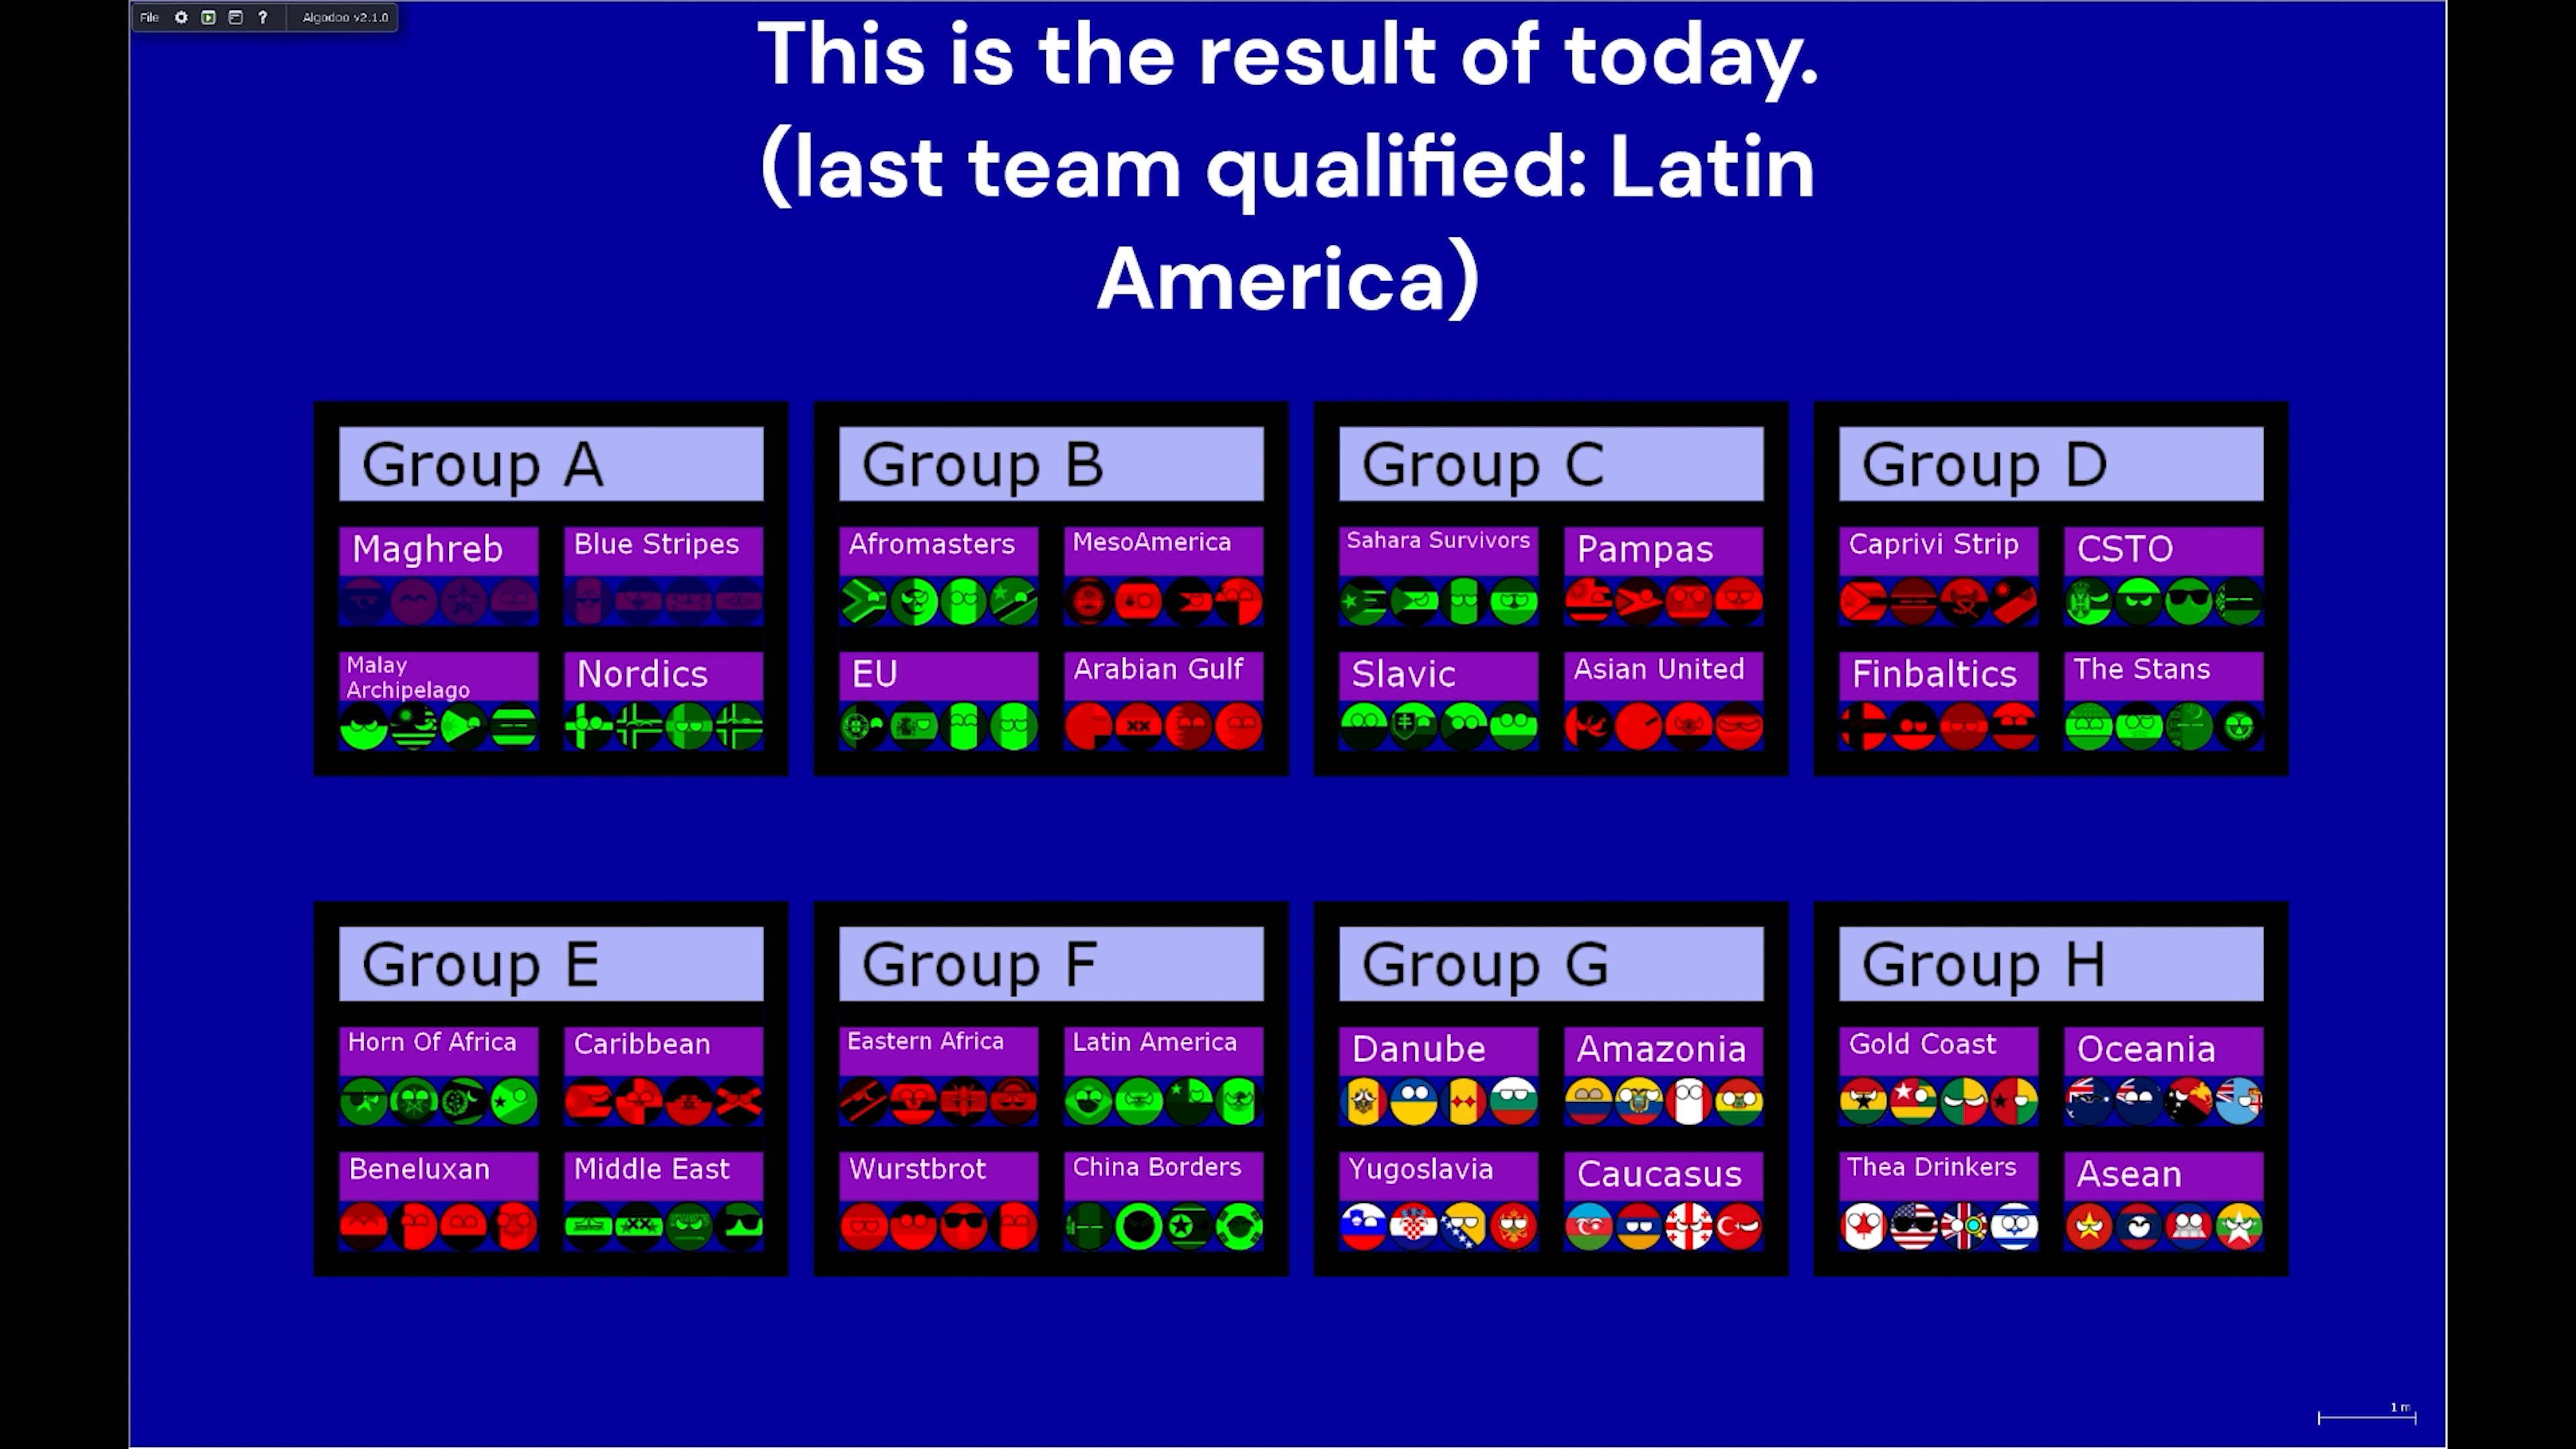 File ? Algodoo v2.1.0
This is the result of today.
(last team qualified: Latin
America)
Group A
Maghreb
Blue Stripes
Malay
Archipelago
Nordics
Group B
Afromasters
MesoAmerica
EU
Arabian Gulf
Group C
Sahara Survivors
Pampas
Slavic
Asian United
Group D
Caprivi Strip
CSTO
Finbaltics
The Stans
Group E
Horn Of Africa
Caribbean
Beneluxan
Middle East
Group F
Eastern Africa
Latin America
Wurstbrot
China Borders
Group G
Danube
Amazonia
Yugoslavia
Caucasus
Group H
Gold Coast
Oceania
Thea Drinkers
Asean
1 m